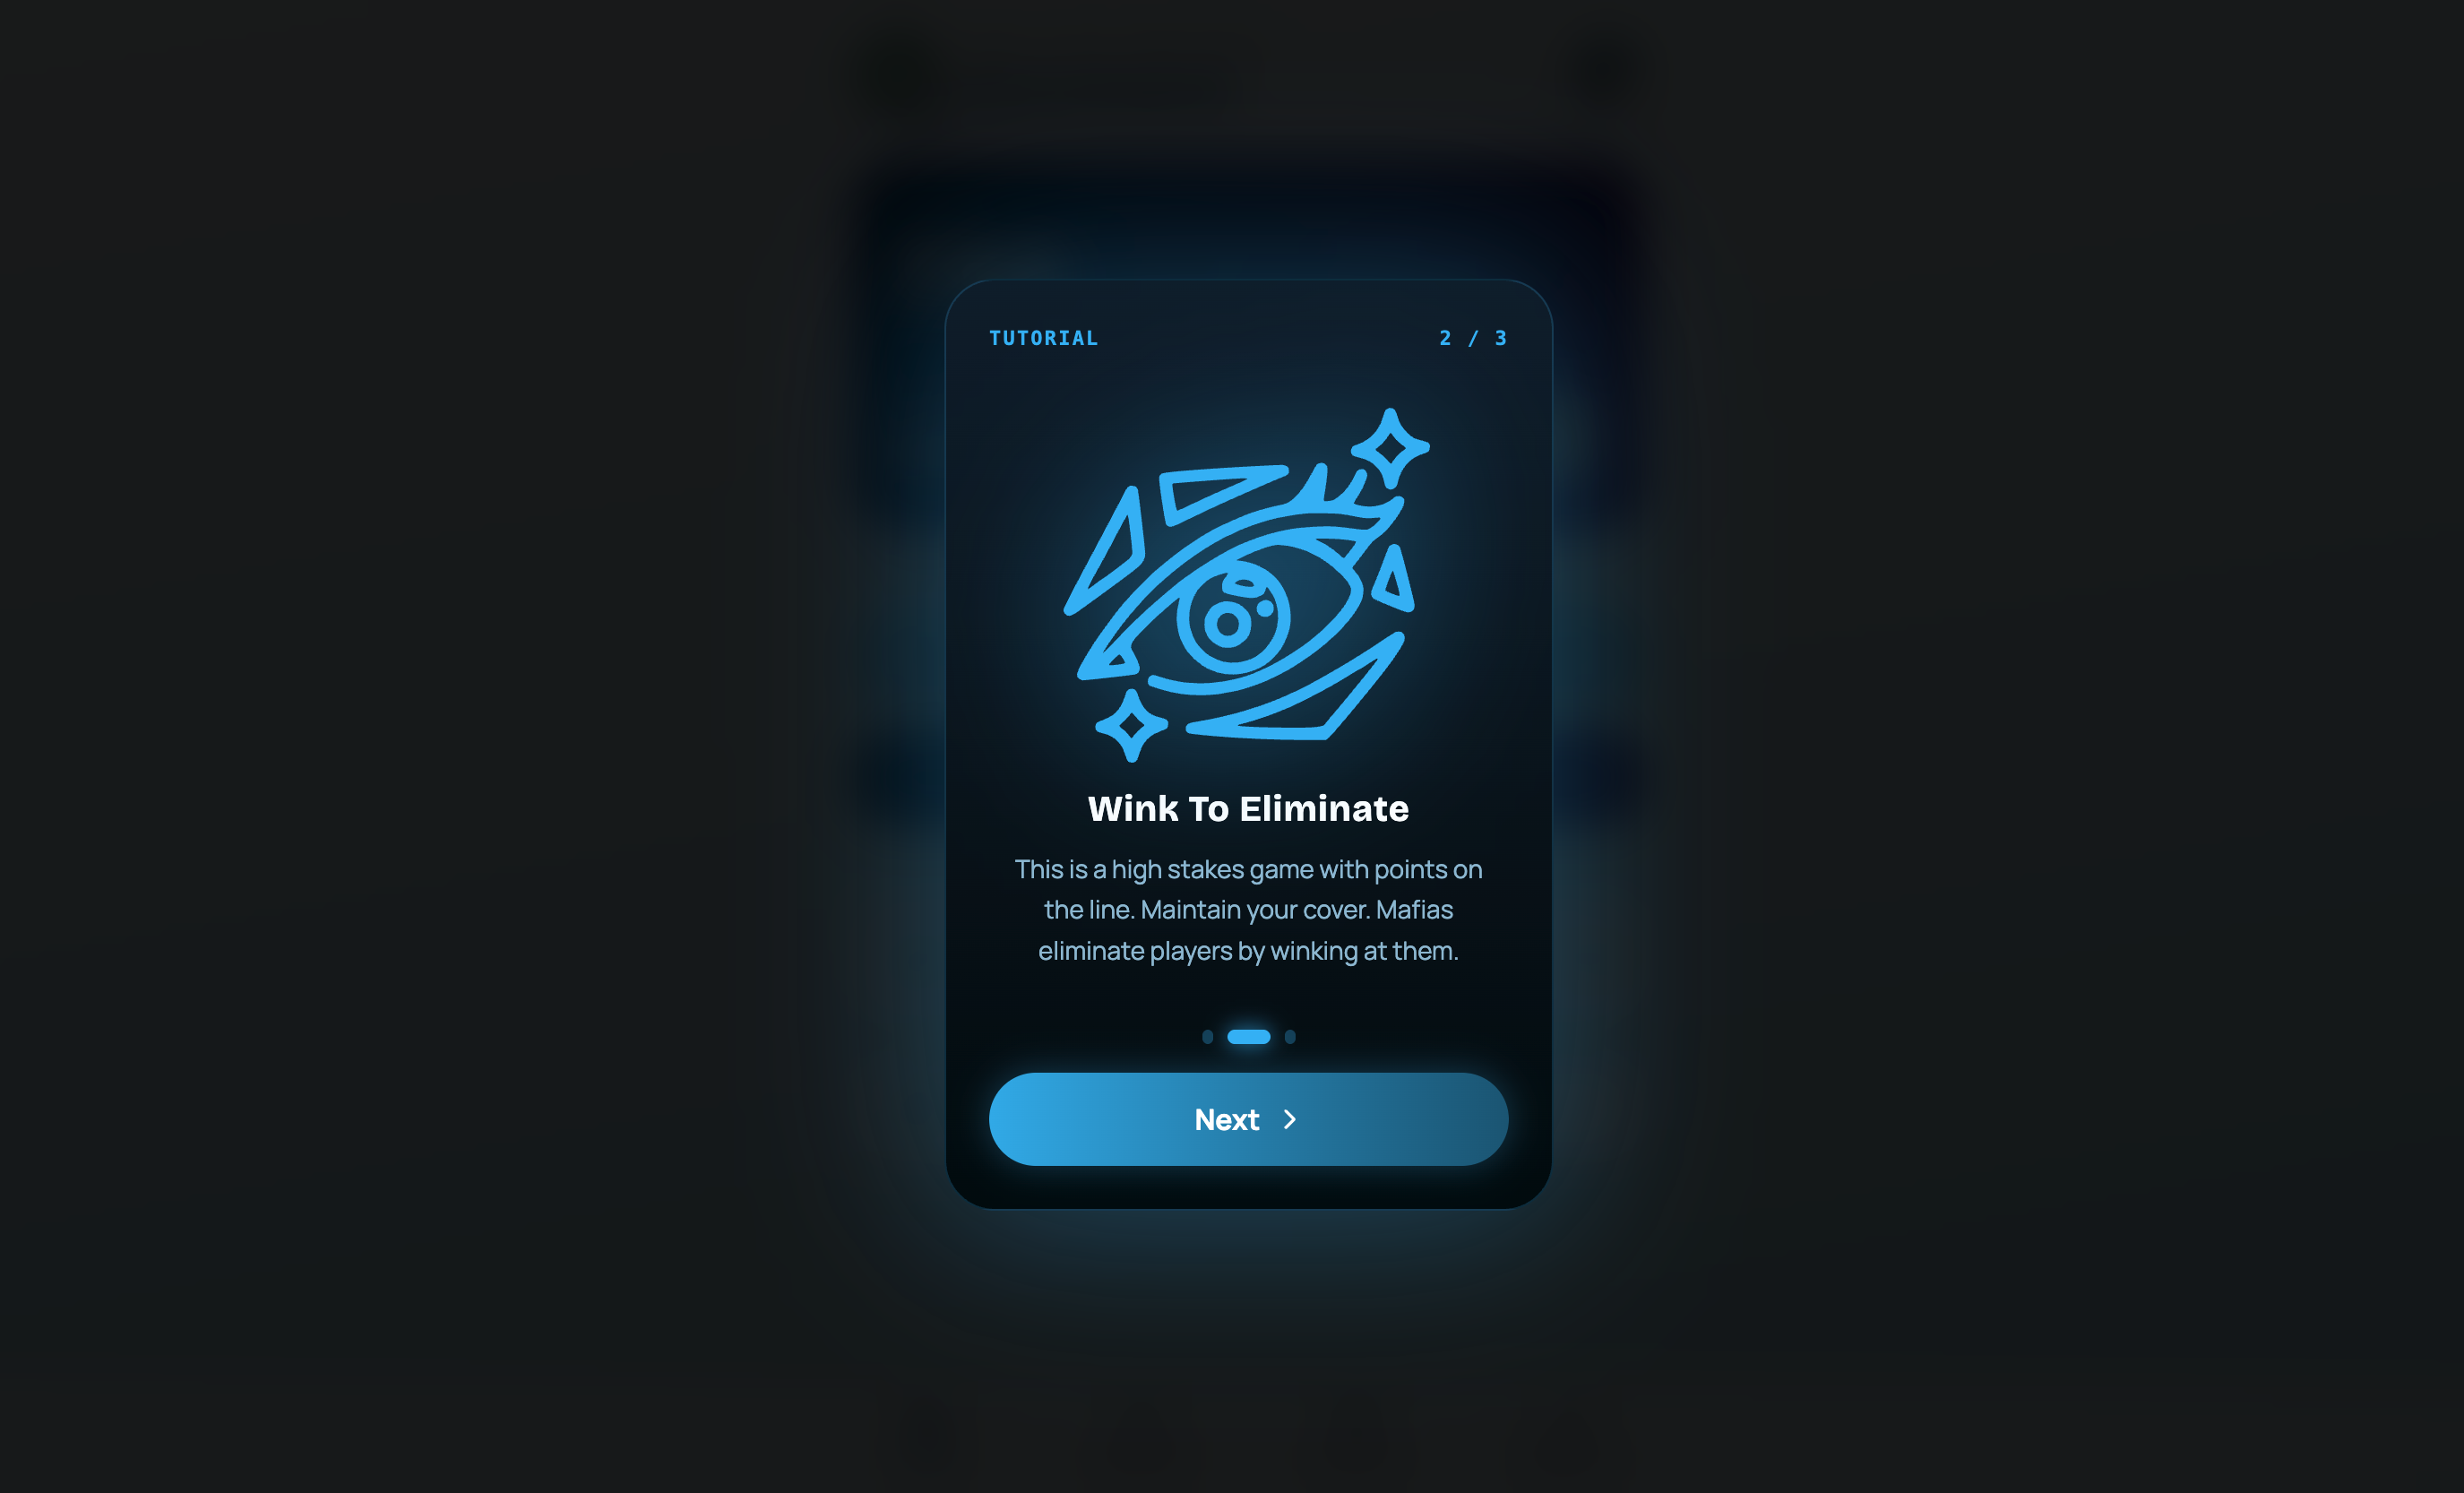 TUTORIAL
2 / 3
Wink To Eliminate
This is a high stakes game with points on
the line. Maintain your cover. Mafias
eliminate players by winking at them.
Next